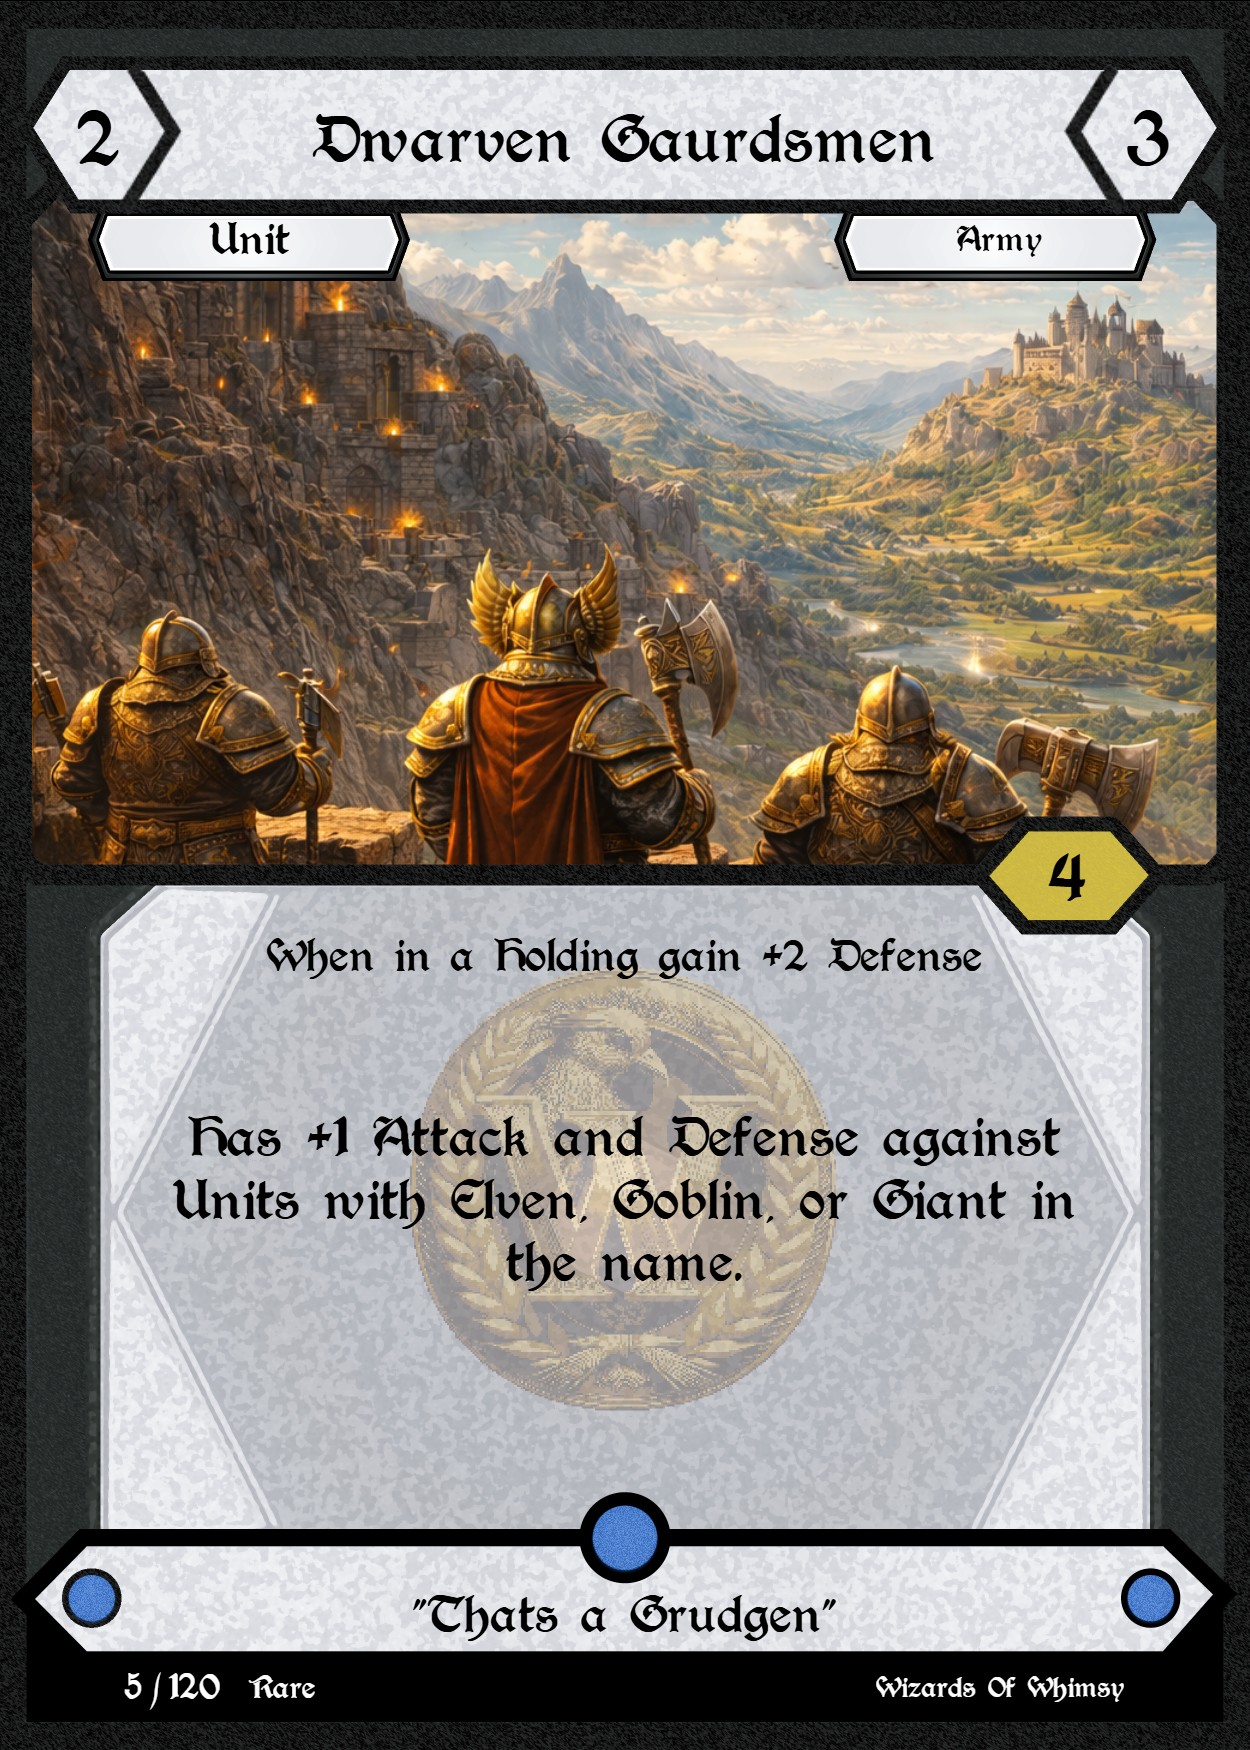 2
Dwarven Gaurdsmen
3
Unit
Army
4
When in a Holding gain +2 Defense
Has +1 Attack and Defense against
Units with Elven, Goblin, or Giant in
the name.
W
"Thats a Grudgen"
5 / 120 Rare
Wizards Of Whimsy